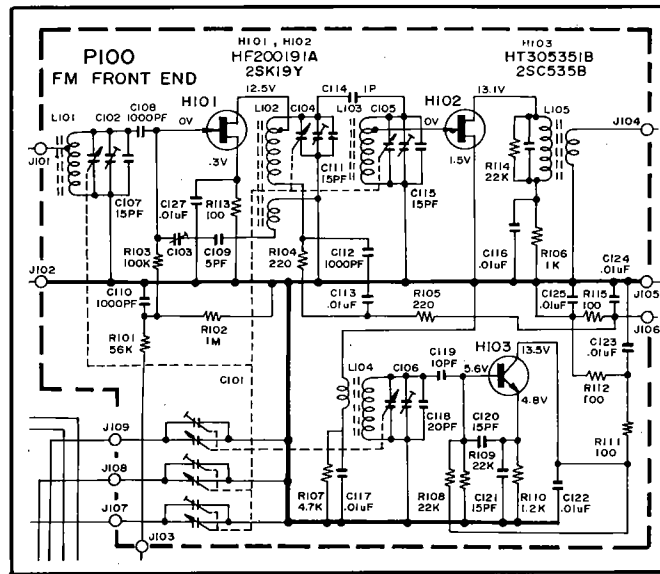 P100
FM FRONT END
H101, H102
HF200191A
2SK19Y
H103
HT305351B
2SC535B
H101
H102
12.5V
C114
1P
13.1V
L101
C102
C108
1000PF
0V
L102
C104
L103
C105
0V
L105
J104
J101
.3V
C111
15PF
1.5V
R114
22K
C107
15PF
C127
.01uF
R113
100
C115
15PF
R103
100K
C103
C109
5PF
R104
220
C112
1000PF
C116
.01uF
R106
1K
C124
.01uF
J102
J105
C110
1000PF
C113
.01uF
R105
220
C125
.01uF
R115
100
J106
R101
56K
R102
1M
C123
.01uF
C101
L104
C106
C119
10PF
H103
13.5V
5.6V
4.8V
R112
100
J109
C118
20PF
C120
15PF
R109
22K
R111
100
J108
J107
R107
4.7K
C117
.01uF
R108
22K
C121
15PF
R110
1.2K
C122
.01uF
J103